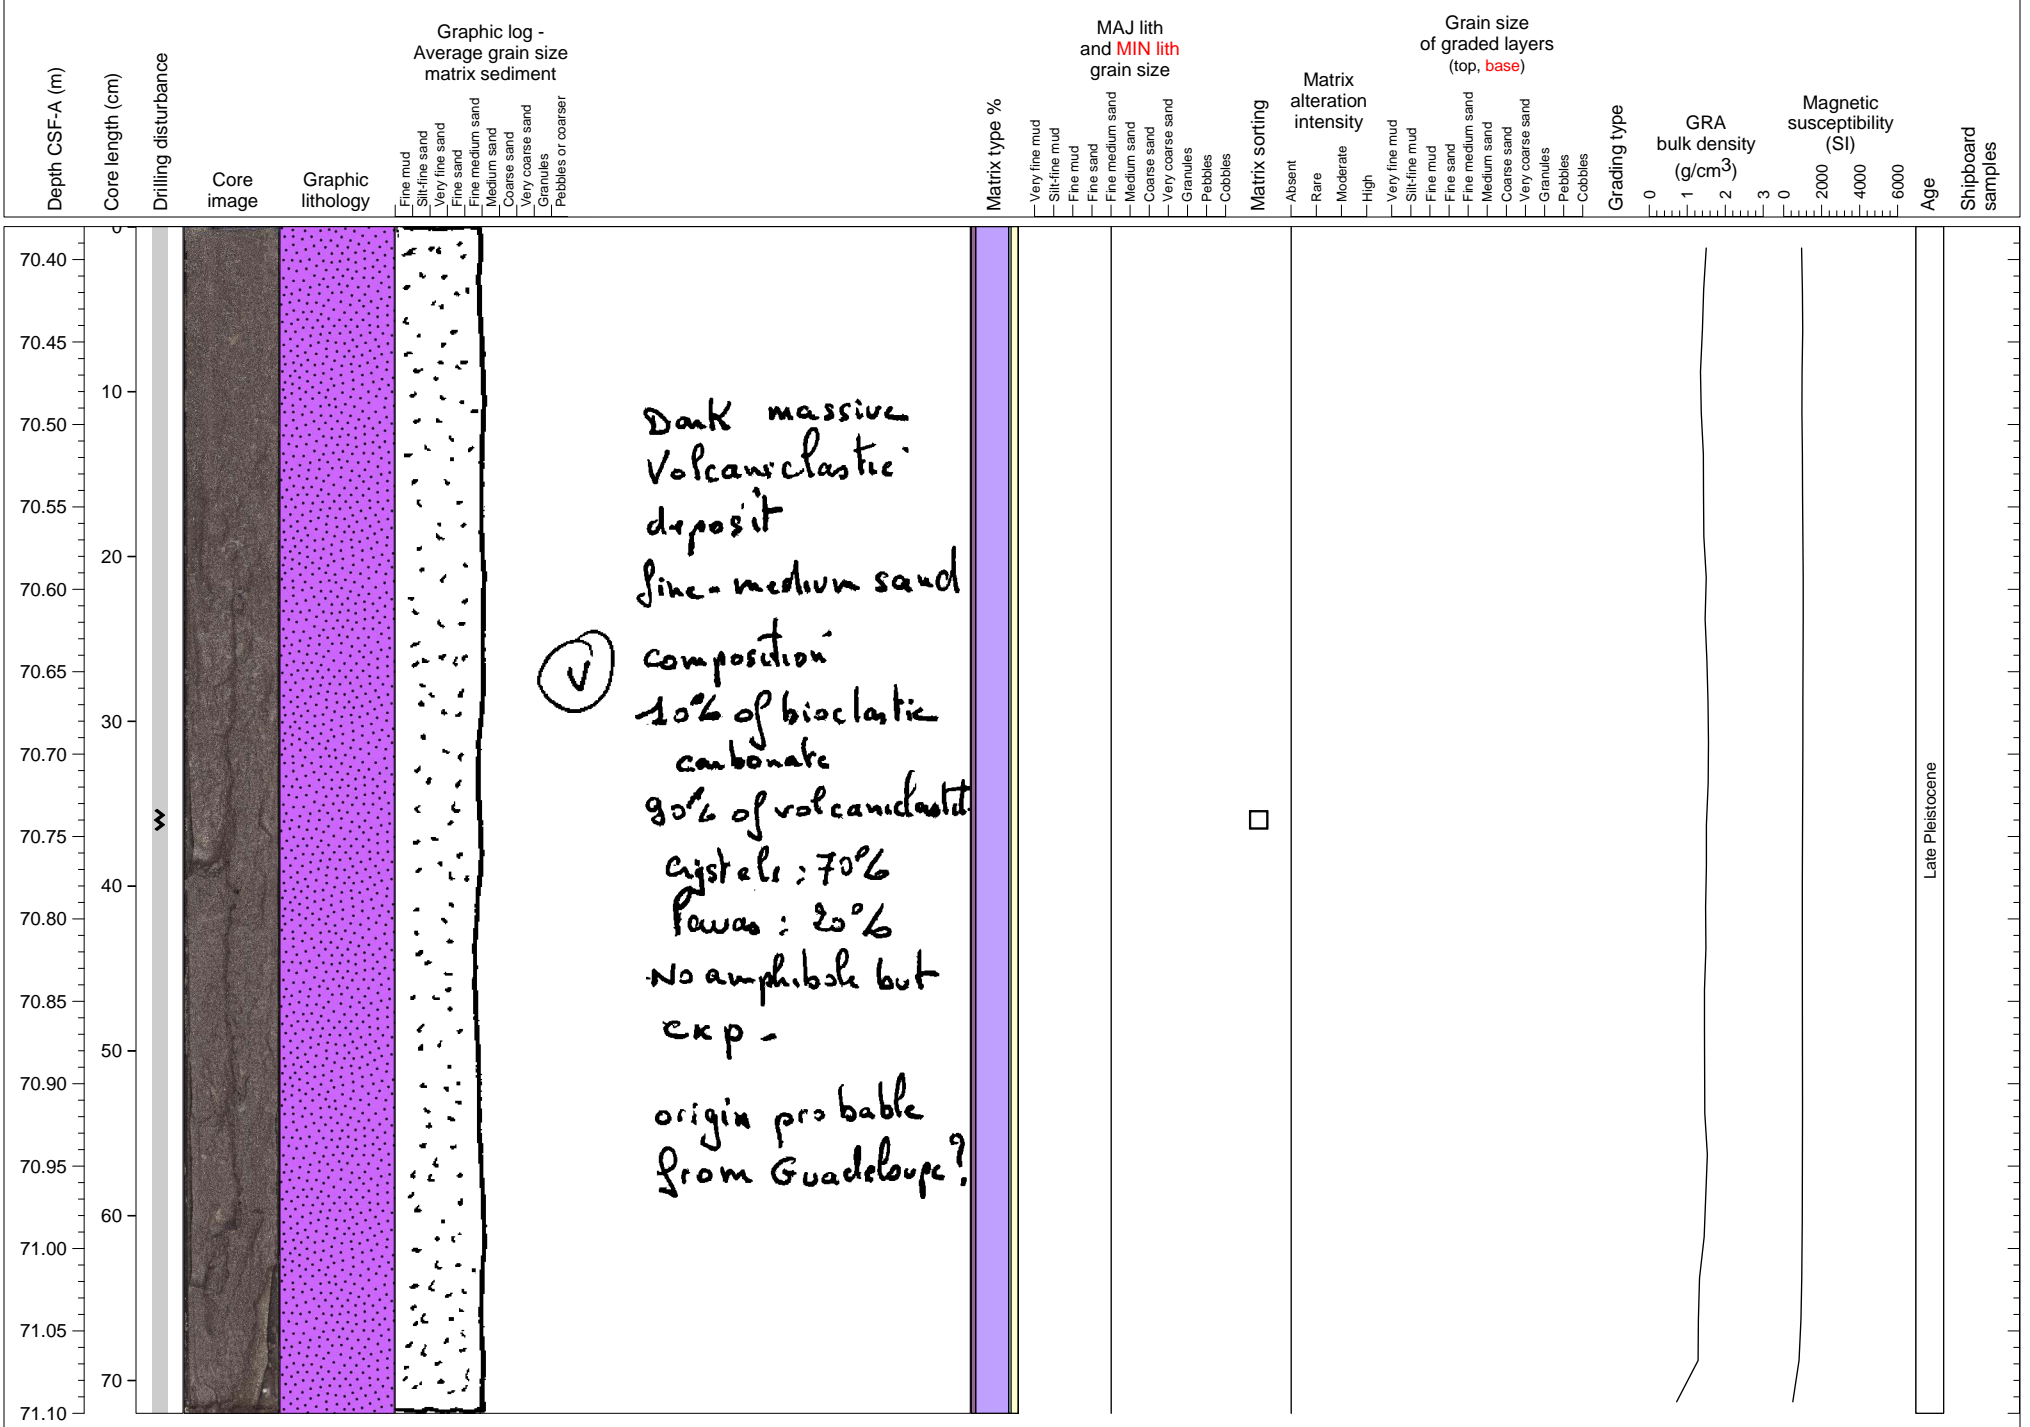 Depth CSF-A (m)
Core length (cm)
Drilling disturbance
Core
image
Graphic
lithology
Graphic log -
Average grain size
matrix sediment
Fine mud
Silt-fine sand
Very fine sand
Fine sand
Fine medium sand
Medium sand
Coarse sand
Very coarse sand
Granules
Pebbles or coarser
Matrix type %
MAJ lith
and MIN lith
grain size
Very fine mud
Silt-fine mud
Fine mud
Fine sand
Fine medium sand
Medium sand
Coarse sand
Very coarse sand
Granules
Pebbles
Cobbles
Matrix sorting
Matrix
alteration
intensity
Absent
Rare
Moderate
High
Grain size
of graded layers
(top, base)
Very fine mud
Silt-fine mud
Fine mud
Fine sand
Fine medium sand
Medium sand
Coarse sand
Very coarse sand
Granules
Pebbles
Cobbles
Grading type
GRA
bulk density
(g/cm3)
0 1 2 3
Magnetic
susceptibility
(SI)
0 2000 4000 6000
Age
Shipboard
samples
70.40
70.45
70.50
70.55
70.60
70.65
70.70
70.75
70.80
70.85
70.90
70.95
71.00
71.05
71.10
0
10
20
30
40
50
60
70
Dark massive
Volcaniclastic
deposit
fine-medium sand
V
composition
10% of bioclastic
carbonate
90% of volcaniclastic
crystals : 70%
: 20%
No amphibole but
cxp -
origin probable
from Guadeloupe?
Late Pleistocene